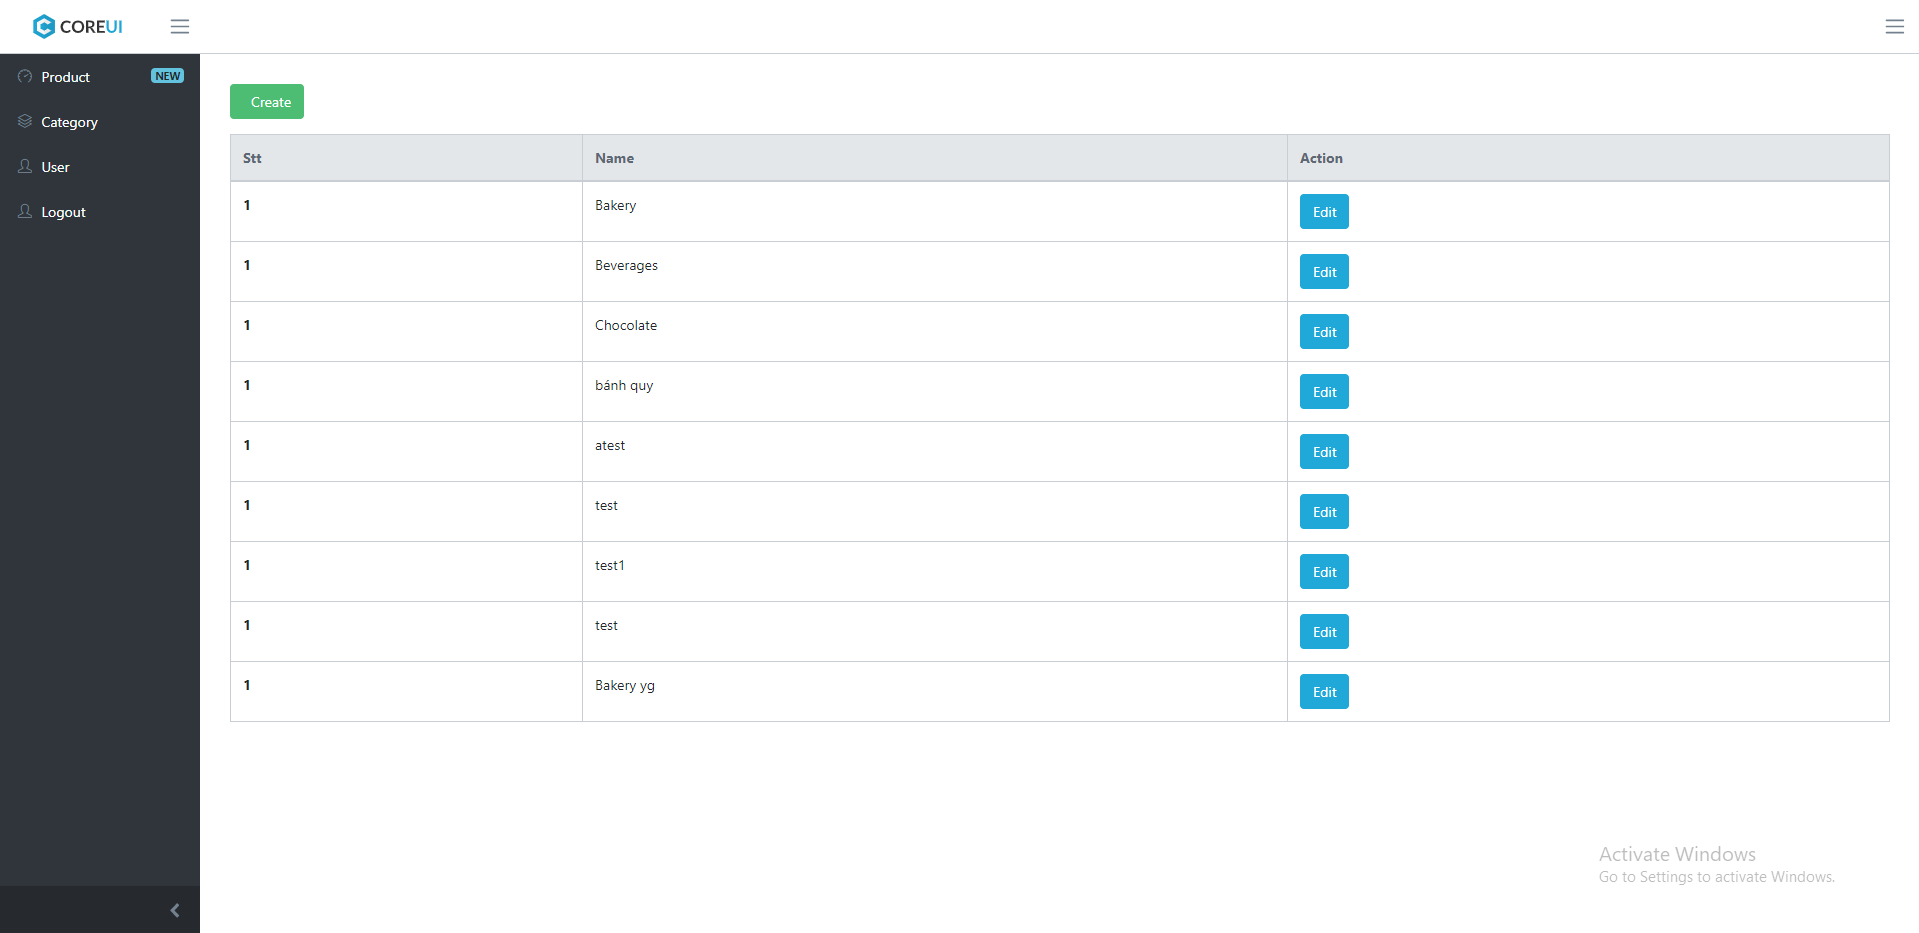 COREUI
Product NEW
Category
User
Logout
Create
Stt Name Action
1 Bakery Edit
1 Beverages Edit
1 Chocolate Edit
1 bánh quy Edit
1 atest Edit
1 test Edit
1 test1 Edit
1 test Edit
1 Bakery yg Edit
Activate Windows
Go to Settings to activate Windows.